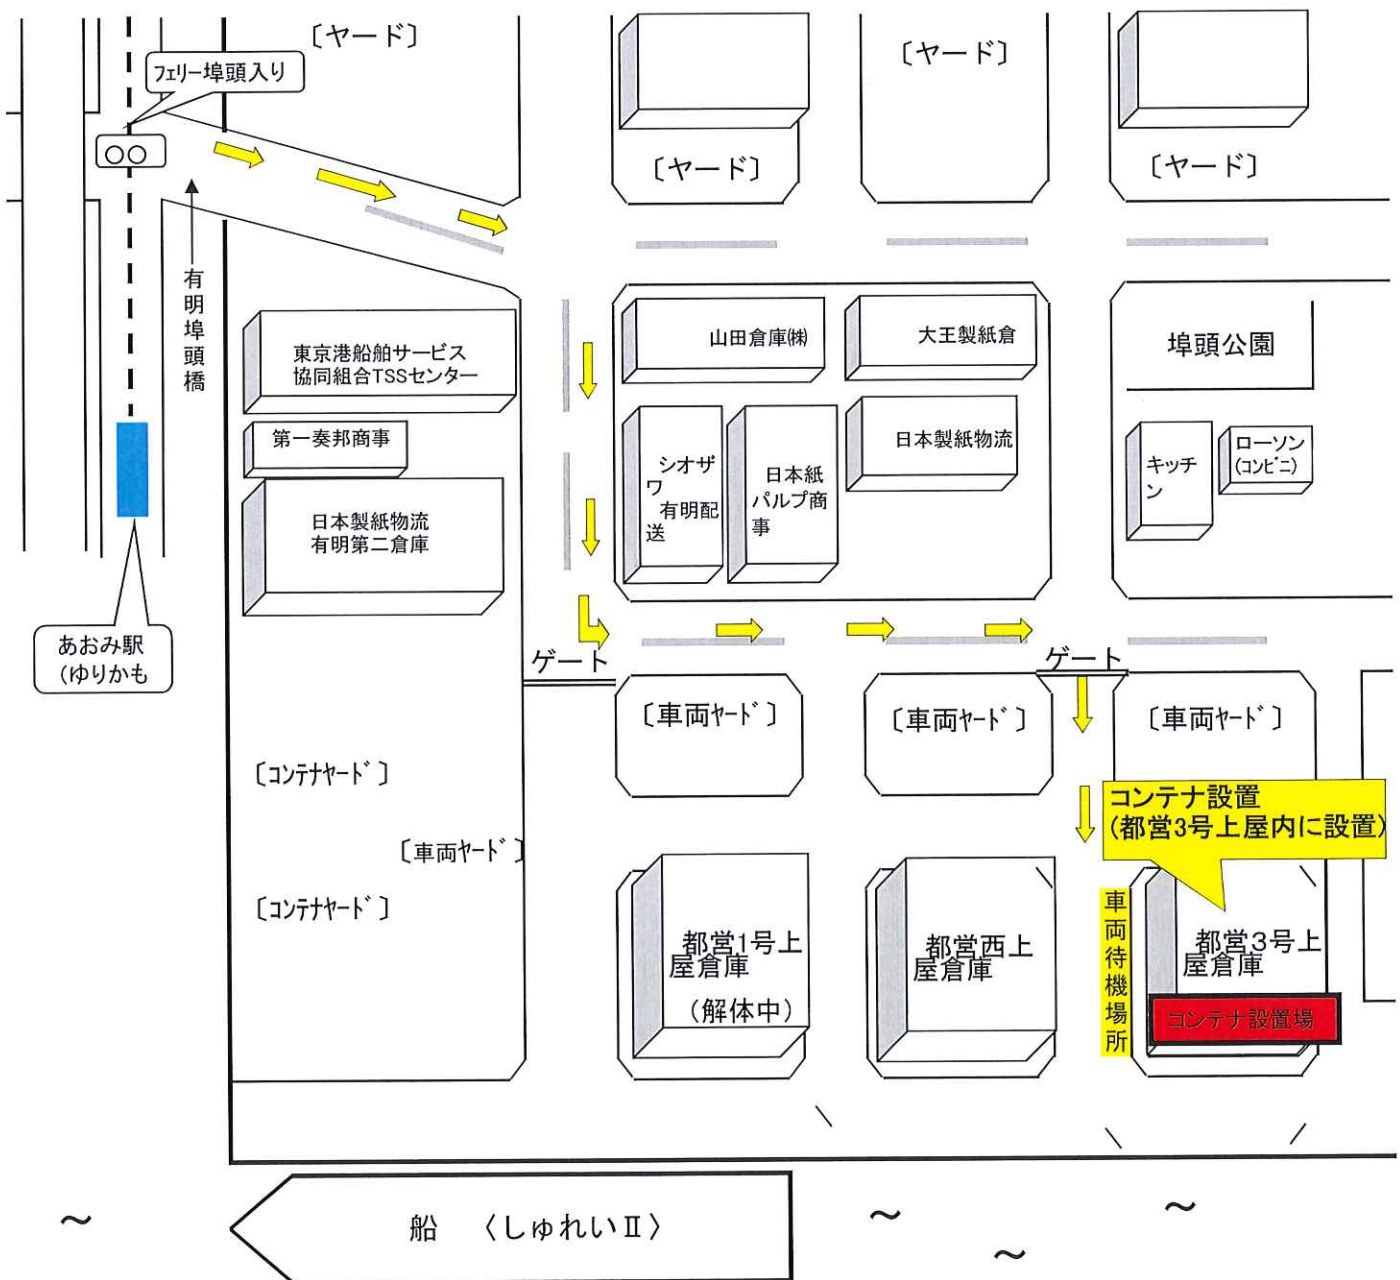 〔ヤード〕
〔ヤード〕
フェリー埠頭入り
〔ヤード〕
〔ヤード〕
有明埠頭橋
東京港船舶サービス
協同組合TSSセンター
山田倉庫㈱
大王製紙倉
埠頭公園
第一奏邦商事
シオザ
ワ
有明配
送
日本紙
パルプ商
事
日本製紙物流
キッチ
ン
ローソン
(コンビニ)
日本製紙物流
有明第二倉庫
あおみ駅
(ゆりかも
ゲート
ゲート
〔車両ヤード〕
〔車両ヤード〕
〔車両ヤード〕
〔コンテナヤード〕
コンテナ設置
(都営3号上屋内に設置)
〔車両ヤード〕
〔コンテナヤード〕
車両待機場所
都営1号上
屋倉庫
(解体中)
都営西上
屋倉庫
都営3号上
屋倉庫
コンテナ設置場
船 〈しゅれいⅡ〉
～
～
～
～